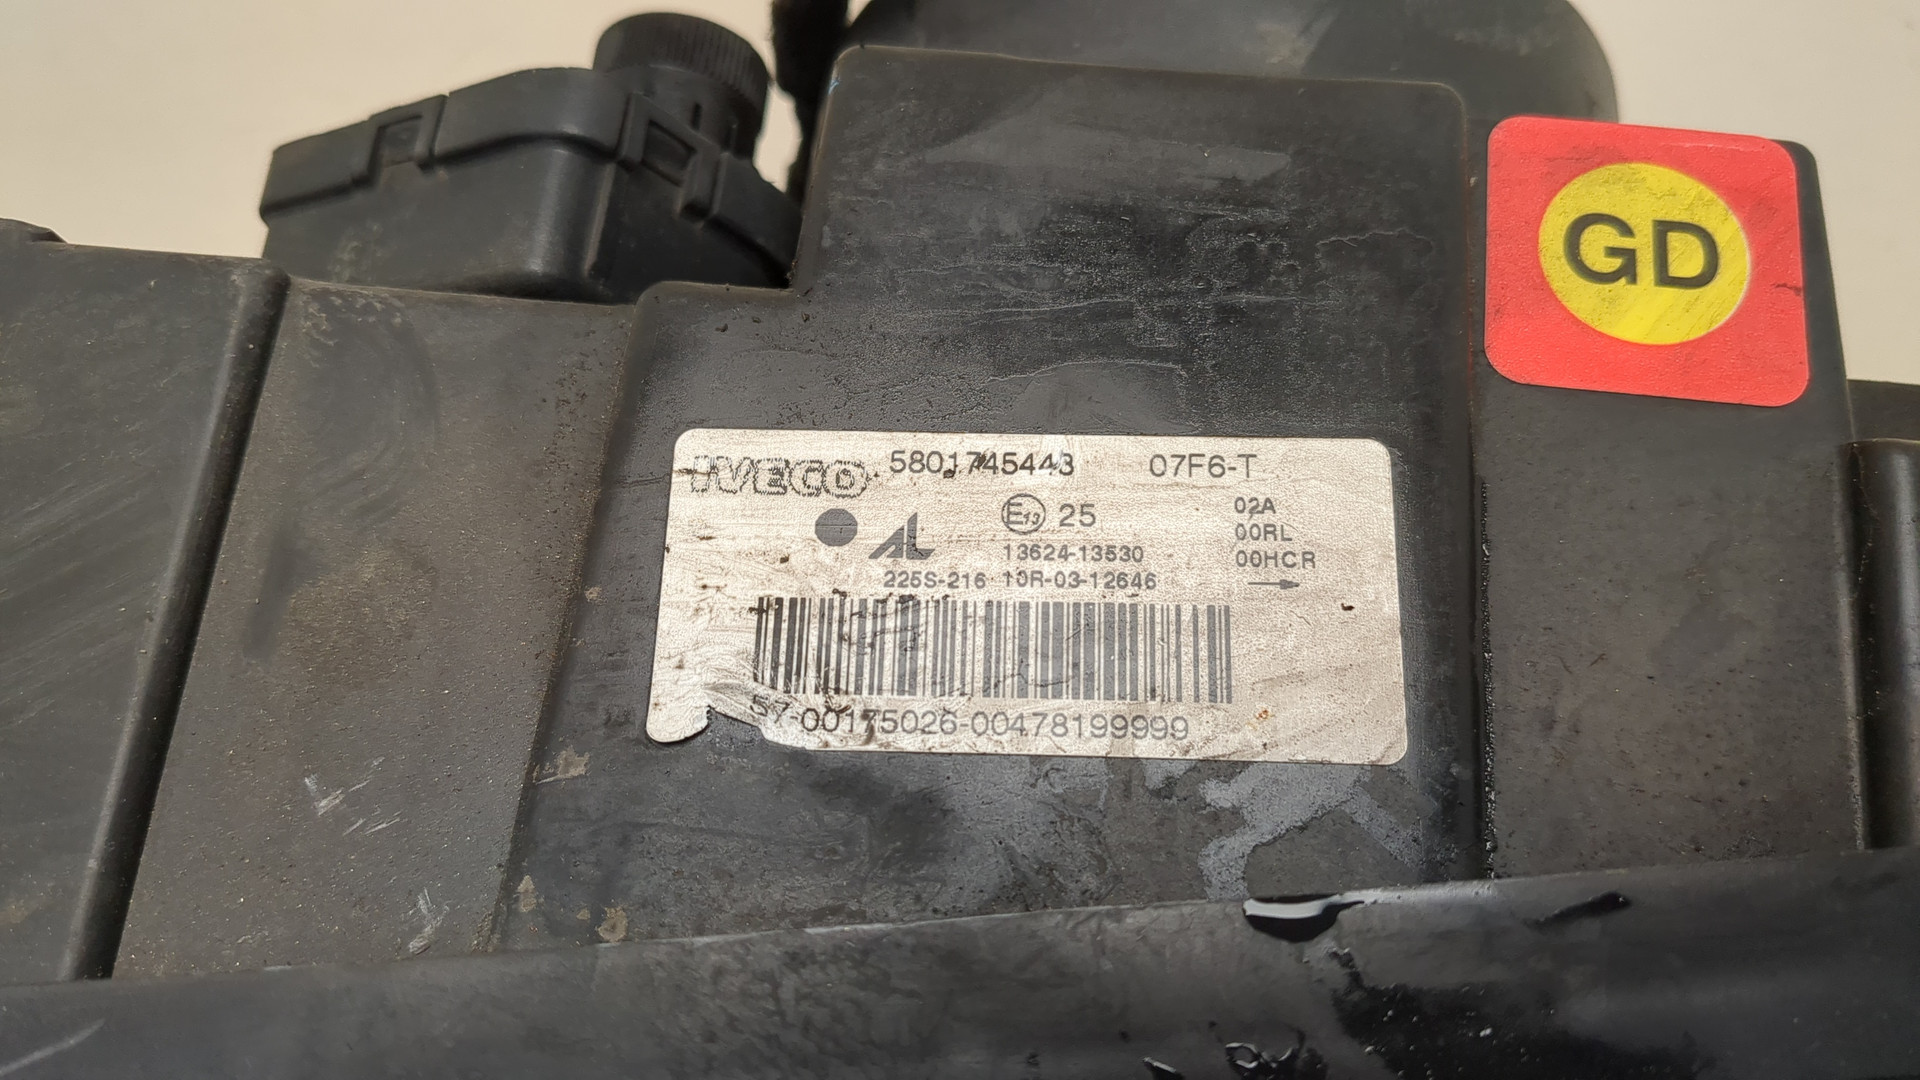 GD
IVECO 5801745443 07F6-T
E13 25 02A
AL 00RL
13624-13530 00HCR
225S-216 10R-03-12646
57-00175026-00478199999